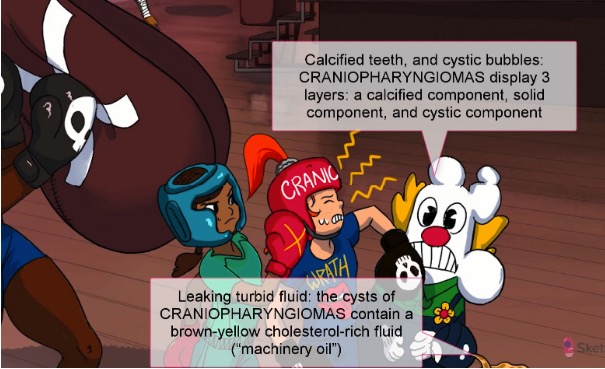 Calcified teeth, and cystic bubbles:
CRANIOPHARYNGIOMAS display 3
layers: a calcified component, solid
component, and cystic component
CRANIO
WRATH
Leaking turbid fluid: the cysts of
CRANIOPHARYNGIOMAS contain a
brown-yellow cholesterol-rich fluid
("machinery oil")
Sket